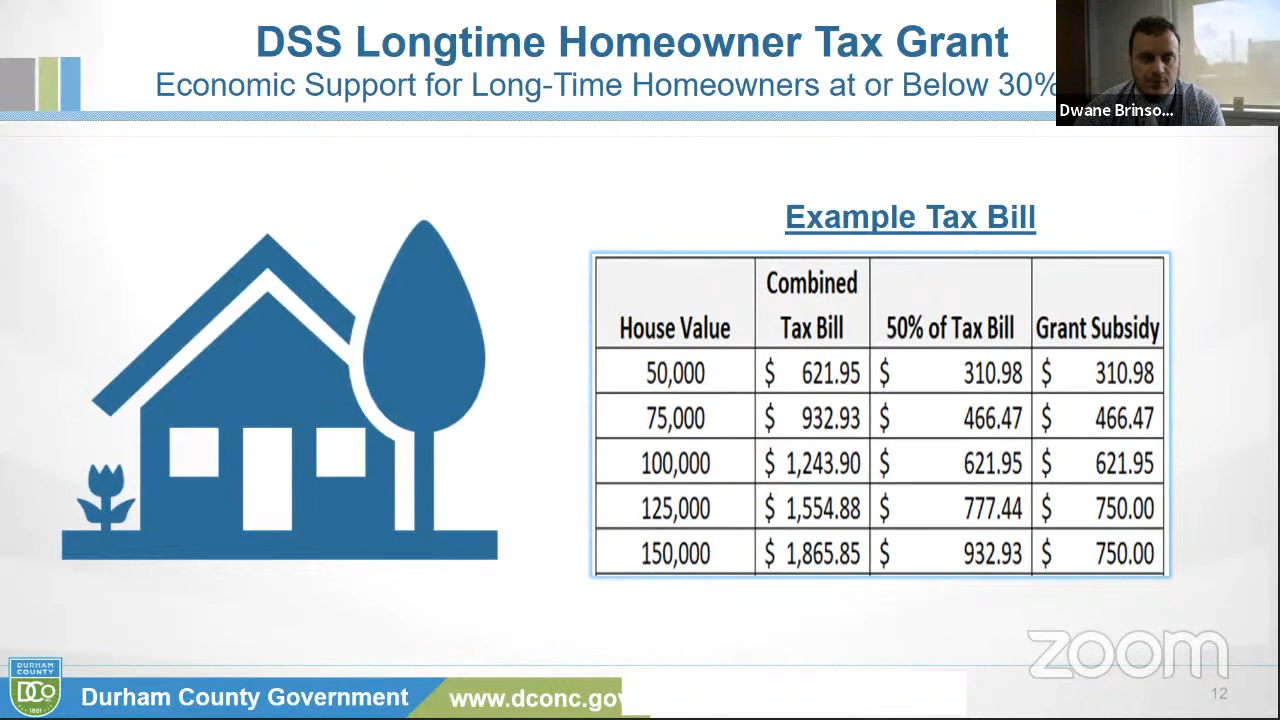 DSS Longtime Homeowner Tax Grant
Economic Support for Long-Time Homeowners at or Below 30%
Dwane Brinso...
Example Tax Bill
House Value Combined Tax Bill 50% of Tax Bill Grant Subsidy
50,000 $ 621.95 $ 310.98 $ 310.98
75,000 $ 932.93 $ 466.47 $ 466.47
100,000 $ 1,243.90 $ 621.95 $ 621.95
125,000 $ 1,554.88 $ 777.44 $ 750.00
150,000 $ 1,865.85 $ 932.93 $ 750.00
zoom
DURHAM
COUNTY
DCo
1881
Durham County Government
www.dconc.gov
12